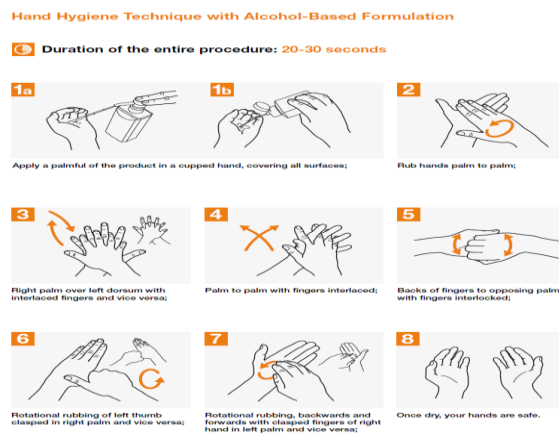 Hand Hygiene Technique with Alcohol-Based Formulation
Duration of the entire procedure: 20-30 seconds
1a
1b
2
Apply a palmful of the product in a cupped hand, covering all surfaces;
Rub hands palm to palm;
3
4
5
Right palm over left dorsum with
interlaced fingers and vice versa;
Palm to palm with fingers interlaced;
Backs of fingers to opposing palm
with fingers interlocked;
6
7
8
Rotational rubbing of left thumb
clasped in right palm and vice versa;
Rotational rubbing, backwards and
forwards with clasped fingers of right
hand in left palm and vice versa;
Once dry, your hands are safe.